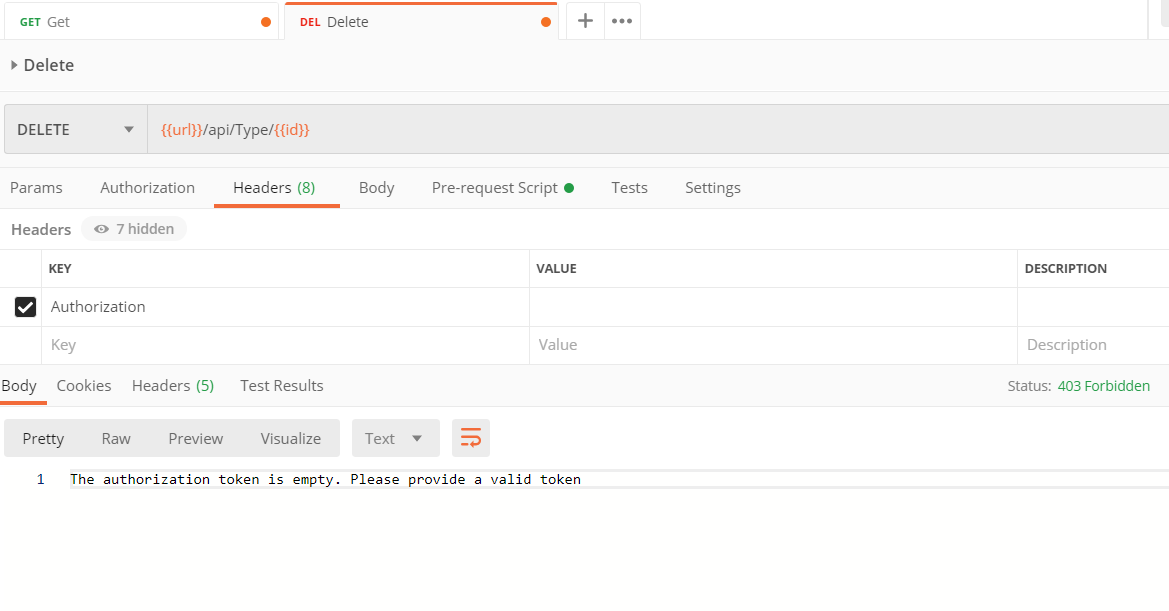 GET Get
DEL Delete
Delete
DELETE {{url}}/api/Type/{{id}}
Params Authorization Headers (8) Body Pre-request Script Tests Settings
Headers 7 hidden
KEY VALUE DESCRIPTION
Authorization
Key Value Description
Body Cookies Headers (5) Test Results Status: 403 Forbidden
Pretty Raw Preview Visualize Text
1 The authorization token is empty. Please provide a valid token